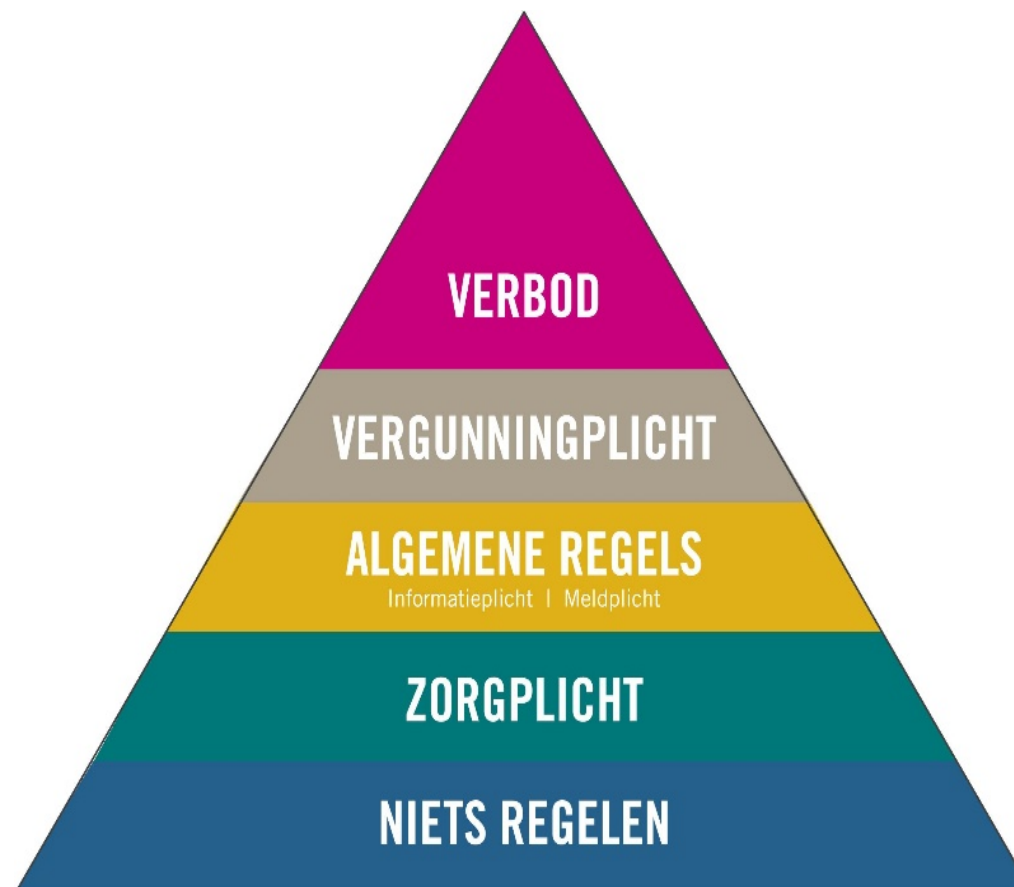 VERBOD
VERGUNNINGPLICHT
ALGEMENE REGELS
Informatieplicht | Meldplicht
ZORGPLICHT
NIETS REGELEN